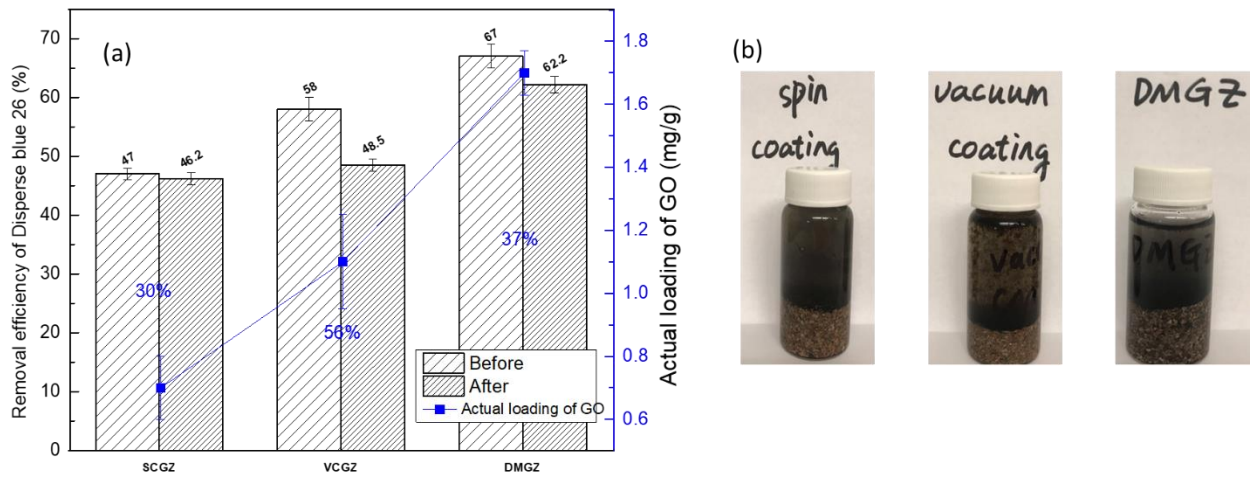 (a)
Removal efficiency of Disperse blue 26 (%)
70
60
50
40
30
20
10
0
47
46.2
58
48.5
67
62.2
30%
56%
37%
Before
After
Actual loading of GO
SCGZ
VCGZ
DMGZ
1.8
1.6
1.4
1.2
1.0
0.8
0.6
Actual loading of GO (mg/g)
(b)
spin
coating
vacuum
coating
DMGZ
DMGZ